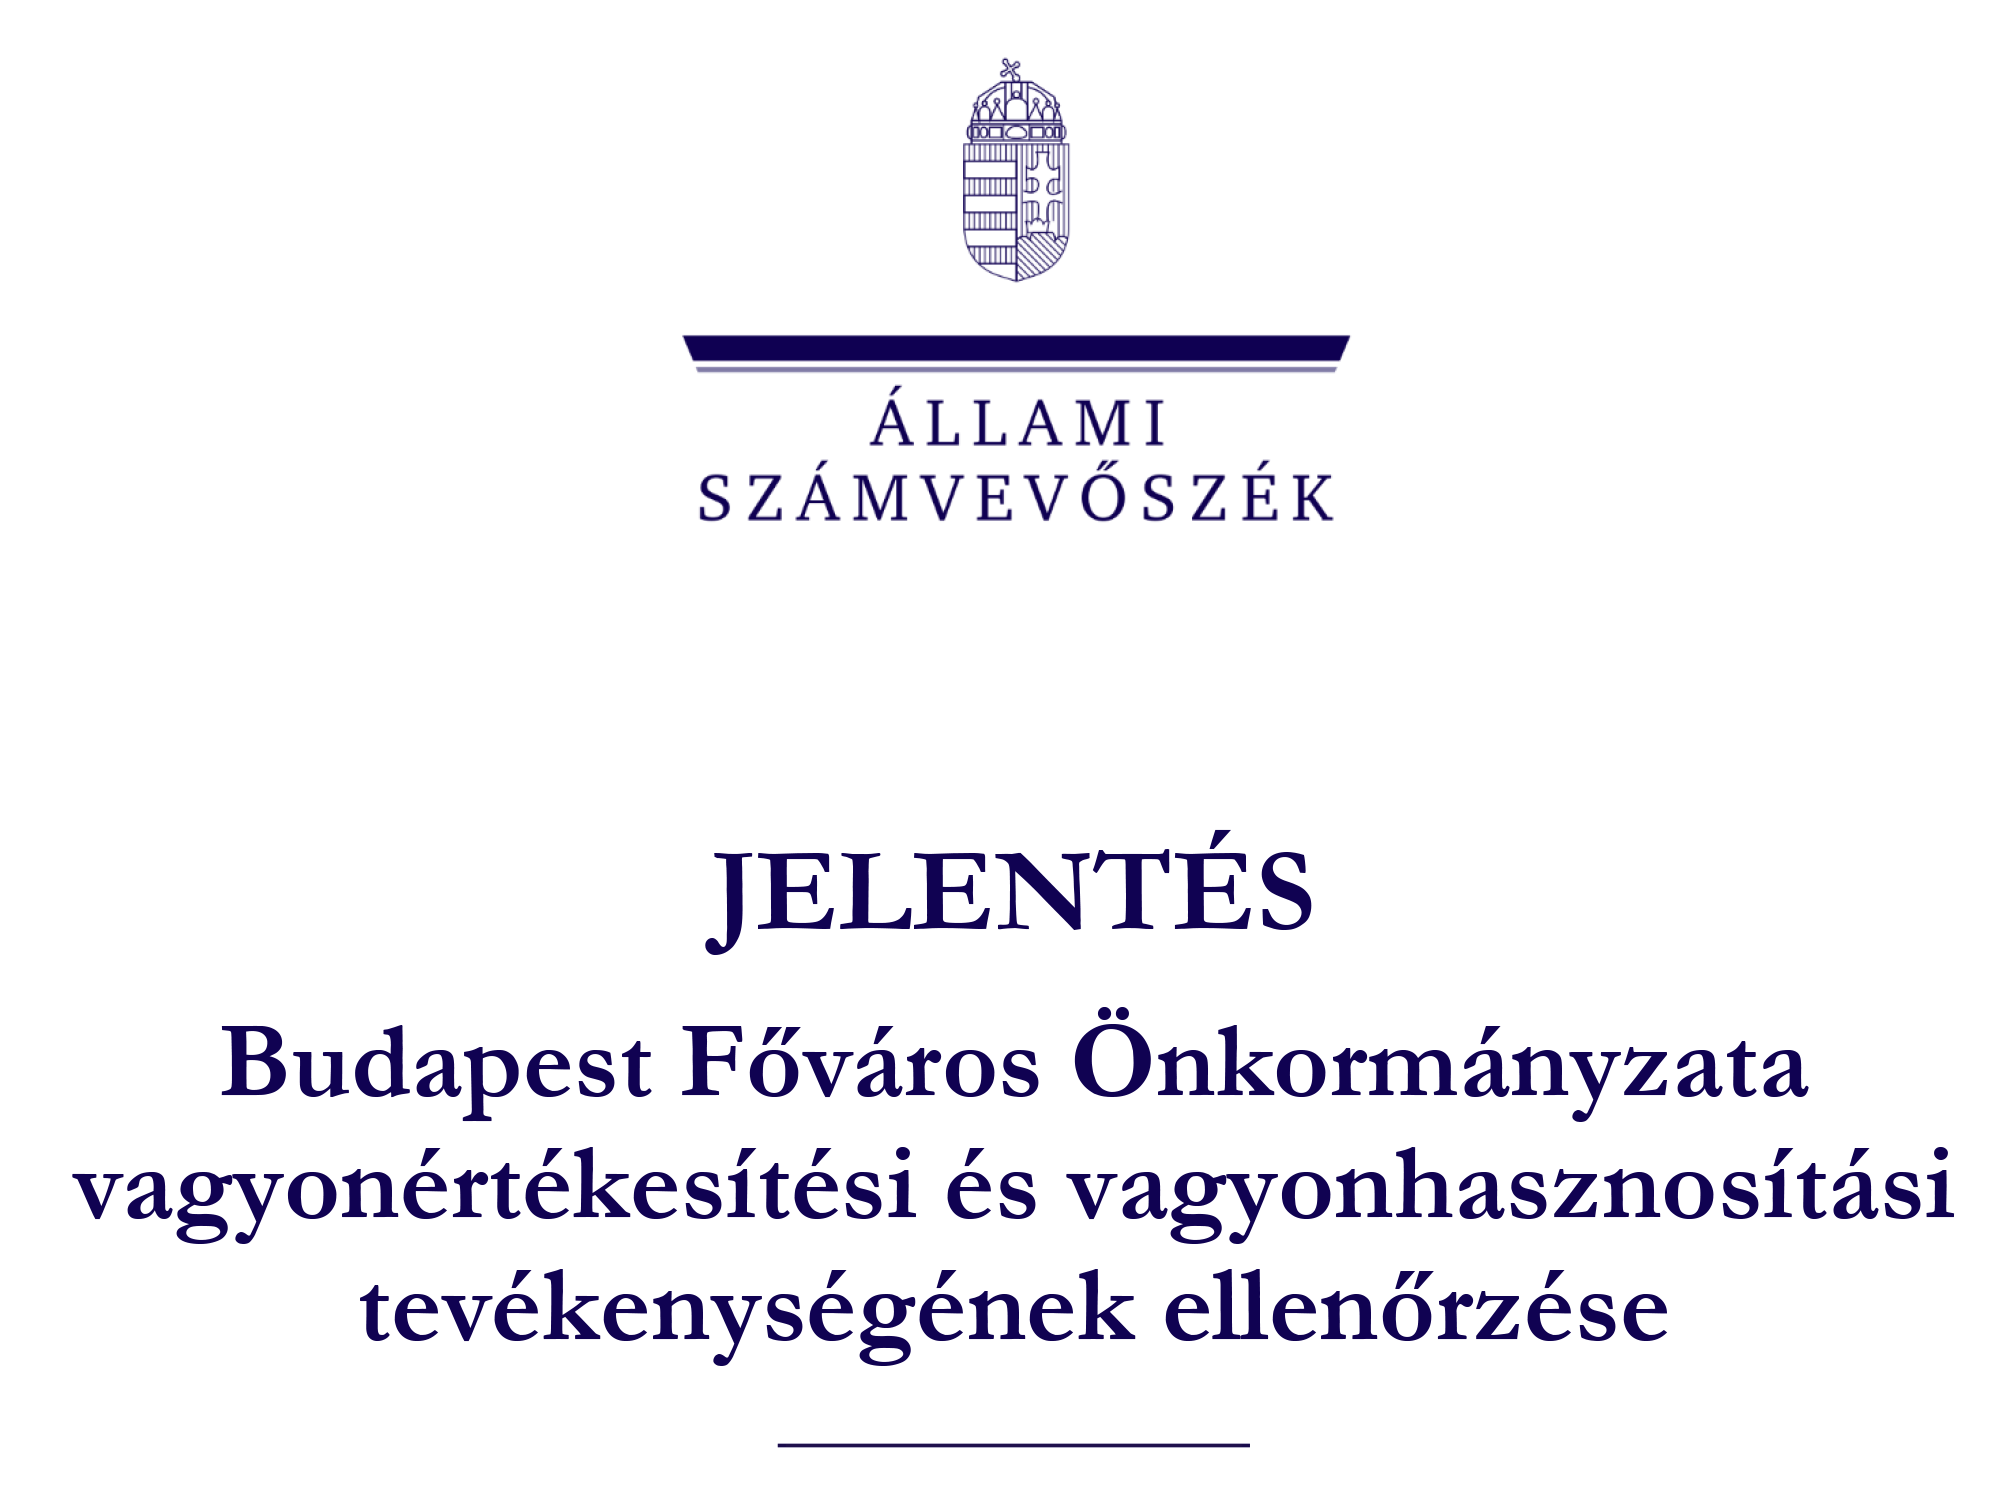 ÁLLAMI
SZÁMVEVŐSZÉK
JELENTÉS
Budapest Főváros Önkormányzata
vagyonértékesítési és vagyonhasznosítási
tevékenységének ellenőrzése